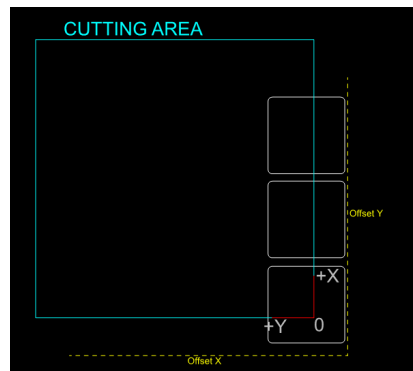 CUTTING AREA
Offset Y
+X
+Y
0
Offset X